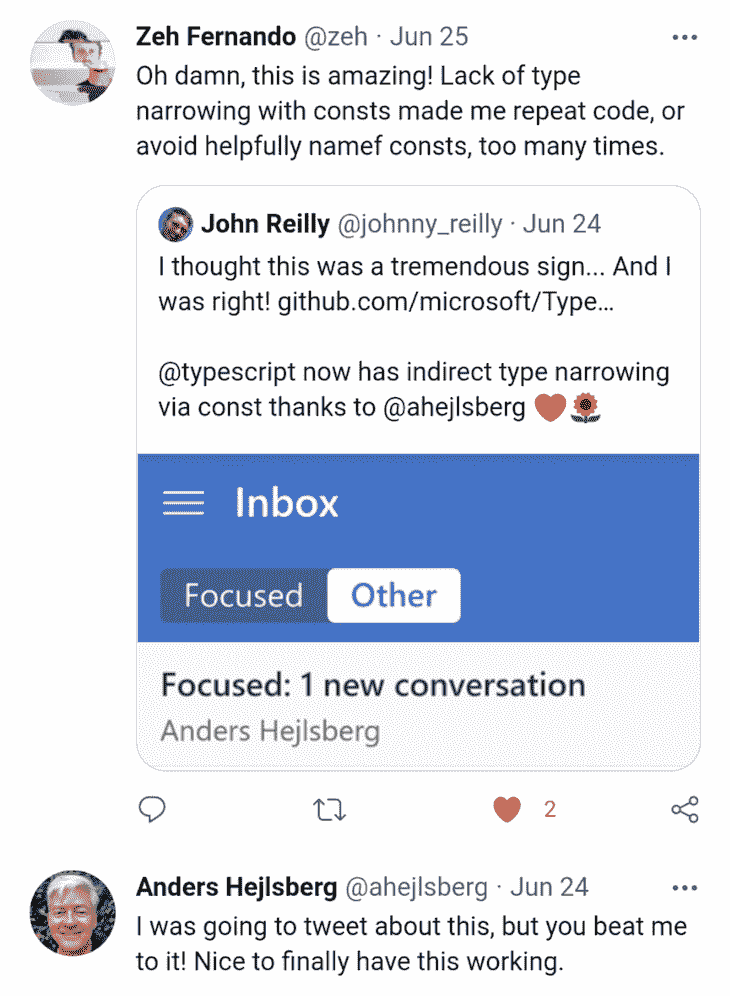 Zeh Fernando @zeh · Jun 25
Oh damn, this is amazing! Lack of type
narrowing with consts made me repeat code, or
avoid helpfully namef consts, too many times.
John Reilly @johnny_reilly · Jun 24
I thought this was a tremendous sign... And I
was right! github.com/microsoft/Type...
@typescript now has indirect type narrowing
via const thanks to @ahejlsberg ❤️🌻
Inbox
Focused Other
Focused: 1 new conversation
Anders Hejlsberg
2
Anders Hejlsberg @ahejlsberg · Jun 24
I was going to tweet about this, but you beat me
to it! Nice to finally have this working.